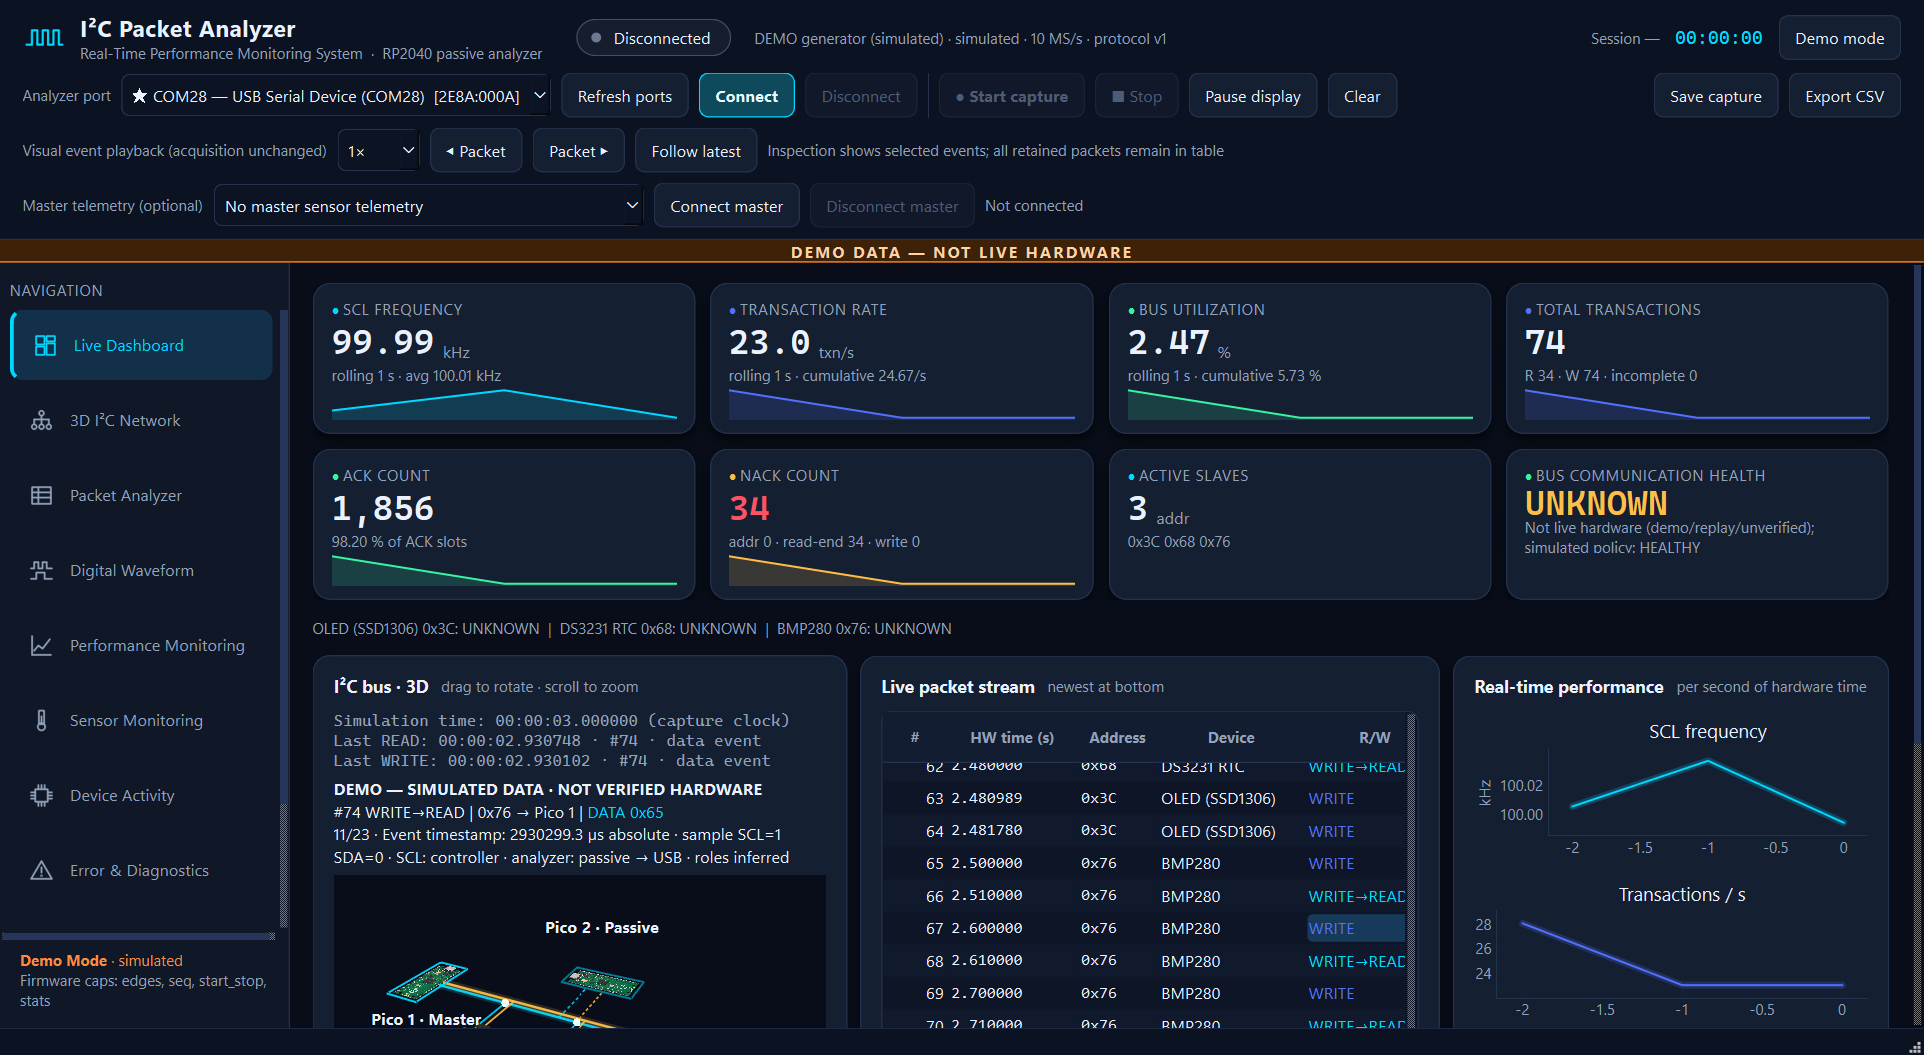 I²C Packet Analyzer
Real-Time Performance Monitoring System · RP2040 passive analyzer
Disconnected
DEMO generator (simulated) · simulated · 10 MS/s · protocol v1
Session — 00:00:00
Demo mode
Analyzer port
★ COM28 — USB Serial Device (COM28) [2E8A:000A]
Refresh ports
Connect
Disconnect
● Start capture
■ Stop
Pause display
Clear
Save capture
Export CSV
Visual event playback (acquisition unchanged)
1×
◂ Packet
Packet ▸
Follow latest
Inspection shows selected events; all retained packets remain in table
Master telemetry (optional)
No master sensor telemetry
Connect master
Disconnect master
Not connected
DEMO DATA — NOT LIVE HARDWARE
NAVIGATION
Live Dashboard
3D I²C Network
Packet Analyzer
Digital Waveform
Performance Monitoring
Sensor Monitoring
Device Activity
Error & Diagnostics
Demo Mode · simulated
Firmware caps: edges, seq, start_stop,
stats
● SCL FREQUENCY
99.99 kHz
rolling 1 s · avg 100.01 kHz
● TRANSACTION RATE
23.0 txn/s
rolling 1 s · cumulative 24.67/s
● BUS UTILIZATION
2.47 %
rolling 1 s · cumulative 5.73 %
● TOTAL TRANSACTIONS
74
R 34 · W 74 · incomplete 0
● ACK COUNT
1,856
98.20 % of ACK slots
● NACK COUNT
34
addr 0 · read-end 34 · write 0
● ACTIVE SLAVES
3 addr
0x3C 0x68 0x76
● BUS COMMUNICATION HEALTH
UNKNOWN
Not live hardware (demo/replay/unverified);
simulated policy: HEALTHY
OLED (SSD1306) 0x3C: UNKNOWN | DS3231 RTC 0x68: UNKNOWN | BMP280 0x76: UNKNOWN
I²C bus · 3D drag to rotate · scroll to zoom
Simulation time: 00:00:03.000000 (capture clock)
Last READ: 00:00:02.930748 · #74 · data event
Last WRITE: 00:00:02.930102 · #74 · data event
DEMO — SIMULATED DATA · NOT VERIFIED HARDWARE
#74 WRITE→READ | 0x76 → Pico 1 | DATA 0x65
11/23 · Event timestamp: 2930299.3 µs absolute · sample SCL=1
SDA=0 · SCL: controller · analyzer: passive → USB · roles inferred
Pico 2 · Passive
Pico 1 · Master
Live packet stream newest at bottom
# HW time (s) Address Device R/W
62 2.480000 0x68 DS3231 RTC WRITE→READ
63 2.480989 0x3C OLED (SSD1306) WRITE
64 2.481780 0x3C OLED (SSD1306) WRITE
65 2.500000 0x76 BMP280 WRITE
66 2.510000 0x76 BMP280 WRITE→READ
67 2.600000 0x76 BMP280 WRITE
68 2.610000 0x76 BMP280 WRITE→READ
69 2.700000 0x76 BMP280 WRITE
70 2.710000 0x76 BMP280 WRITE→READ
Real-time performance per second of hardware time
SCL frequency
kHz
100.02
100.00
-2 -1.5 -1 -0.5 0
Transactions / s
28
26
24
-2 -1.5 -1 -0.5 0